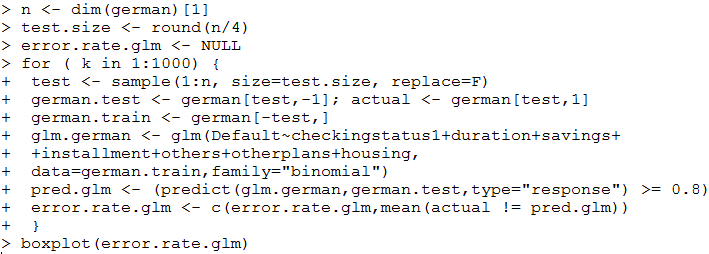 > n <- dim(german)[1]
> test.size <- round(n/4)
> error.rate.glm <- NULL
> for ( k in 1:1000) {
+  test <- sample(1:n, size=test.size, replace=F)
+  german.test <- german[test,-1]; actual <- german[test,1]
+  german.train <- german[-test,]
+  glm.german <- glm(Default~checkingstatus1+duration+savings+
+  +installment+others+otherplans+housing,
+  data=german.train,family="binomial")
+  pred.glm <- (predict(glm.german,german.test,type="response") >= 0.8)
+  error.rate.glm <- c(error.rate.glm,mean(actual != pred.glm))
+  }
> boxplot(error.rate.glm)